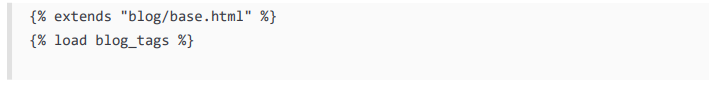 {% extends "blog/base.html" %}
{% load blog_tags %}